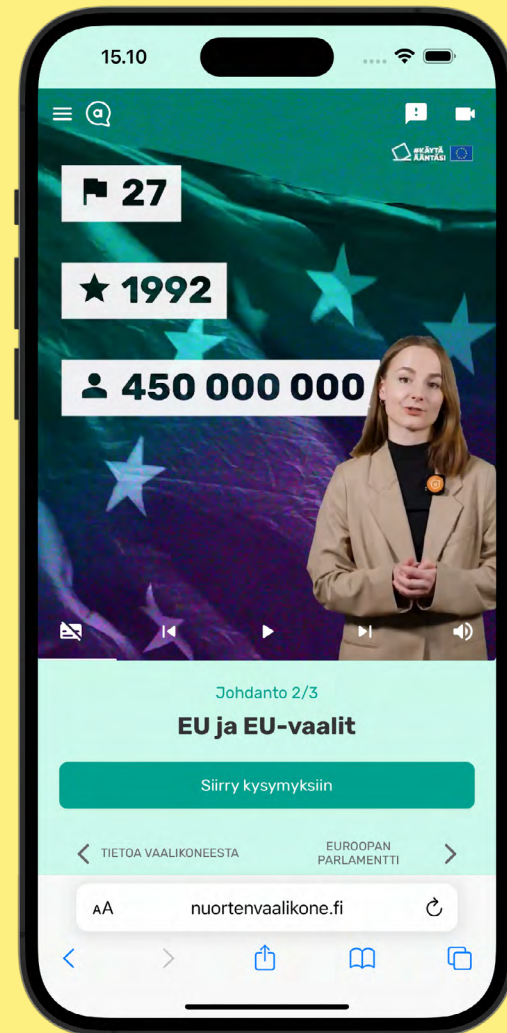 15.10
#KÄYTÄ
ÄÄNTÄSI
27
1992
450 000 000
Johdanto 2/3
EU ja EU-vaalit
Siirry kysymyksiin
TIETOA VAALIKONEESTA
EUROOPAN
PARLAMENTTI
AA
nuortenvaalikone.fi